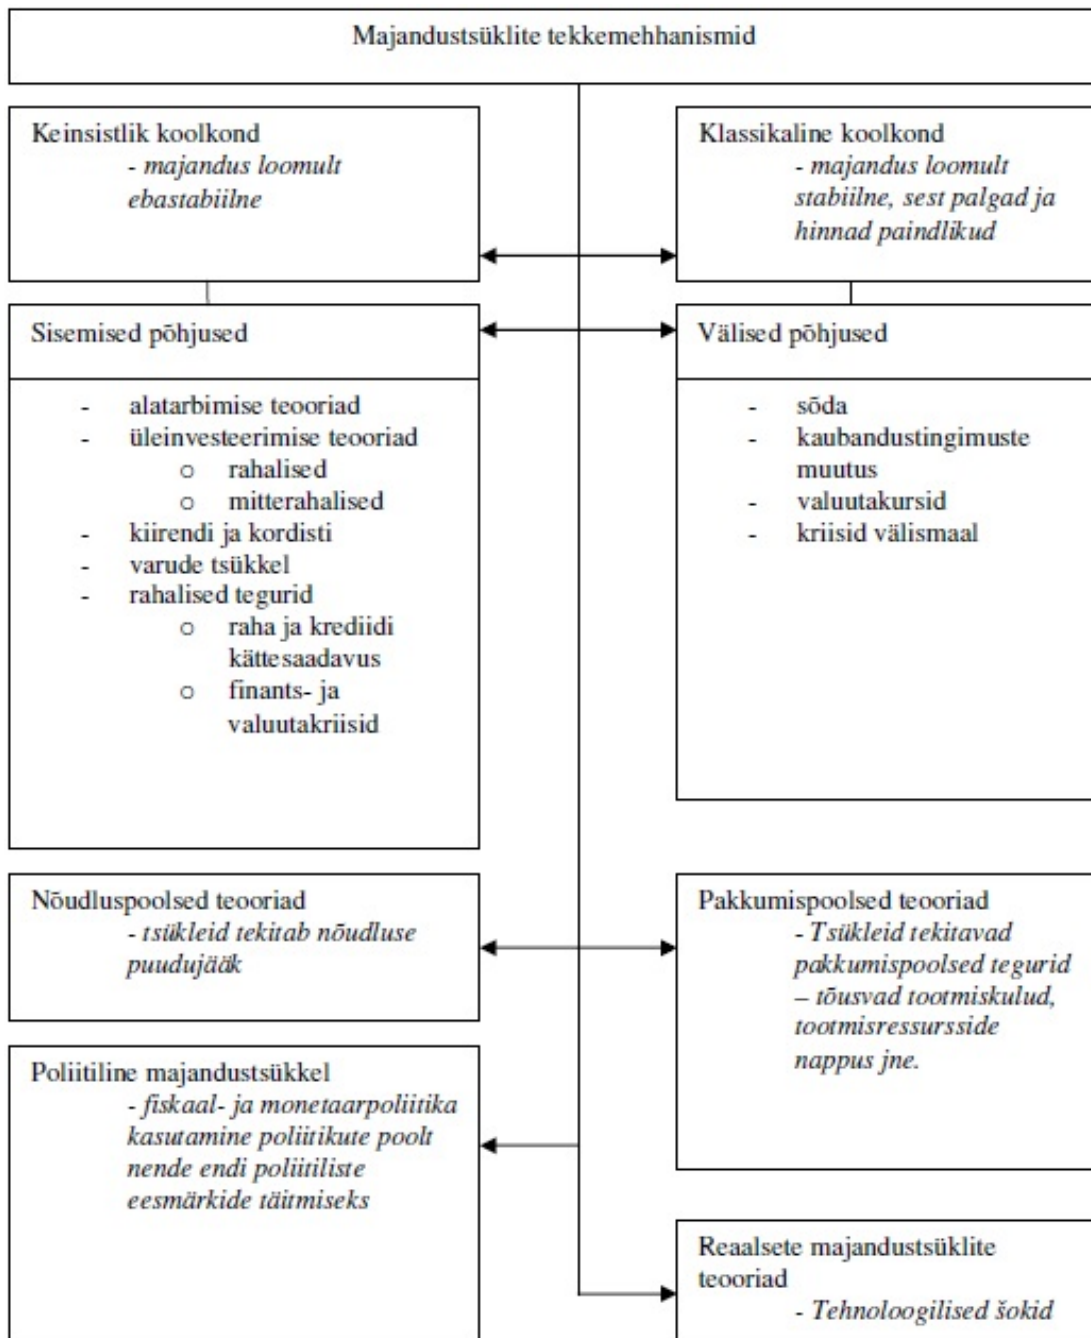 Majandustsüklite tekkemehhanismid
Keinsistlik koolkond
- majandus loomult
ebastabiilne
Klassikaline koolkond
- majandus loomult
stabiilne, sest palgad ja
hinnad paindlikud
Sisemised põhjused
- alatarbimise teooriad
- üleinvesteerimise teooriad
o rahalised
o mitterahalised
- kiirendi ja kordisti
- varude tsükkel
- rahalised tegurid
o raha ja krediidi
kättesaadavus
o finants- ja
valuutakriisid
Välised põhjused
- sõda
- kaubandustingimuste
muutus
- valuutakursid
- kriisid välismaal
Nõudluspoolsed teooriad
- tsükleid tekitab nõudluse
puudujääk
Pakkumispoolsed teooriad
- Tsükleid tekitavad
pakkumispoolsed tegurid
– tõusvad tootmiskulud,
tootmisressursside
nappus jne.
Poliitiline majandustsükkel
- fiskaal- ja monetaarpoliitika
kasutamine poliitikute poolt
nende endi poliitiliste
eesmärkide täitmiseks
Reaalsete majandustsüklite
teooriad
- Tehnoloogilised šokid